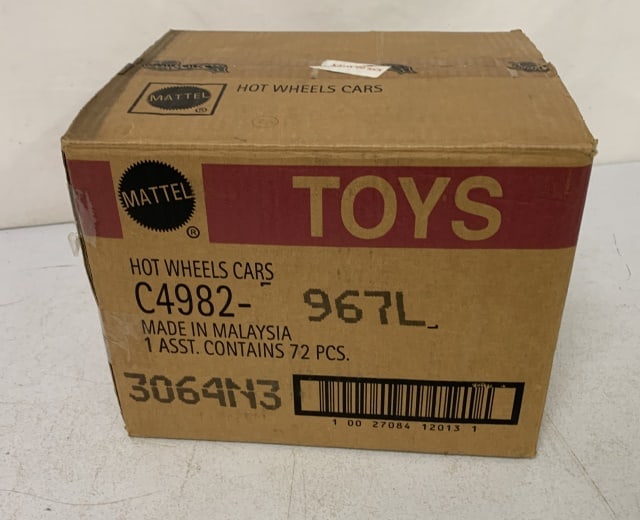 MATTEL
®
HOT WHEELS CARS
MATTEL
®
TOYS
HOT WHEELS CARS
C4982- 967L
MADE IN MALAYSIA
1 ASST. CONTAINS 72 PCS.
3064N3
1 00 27084 12013 1